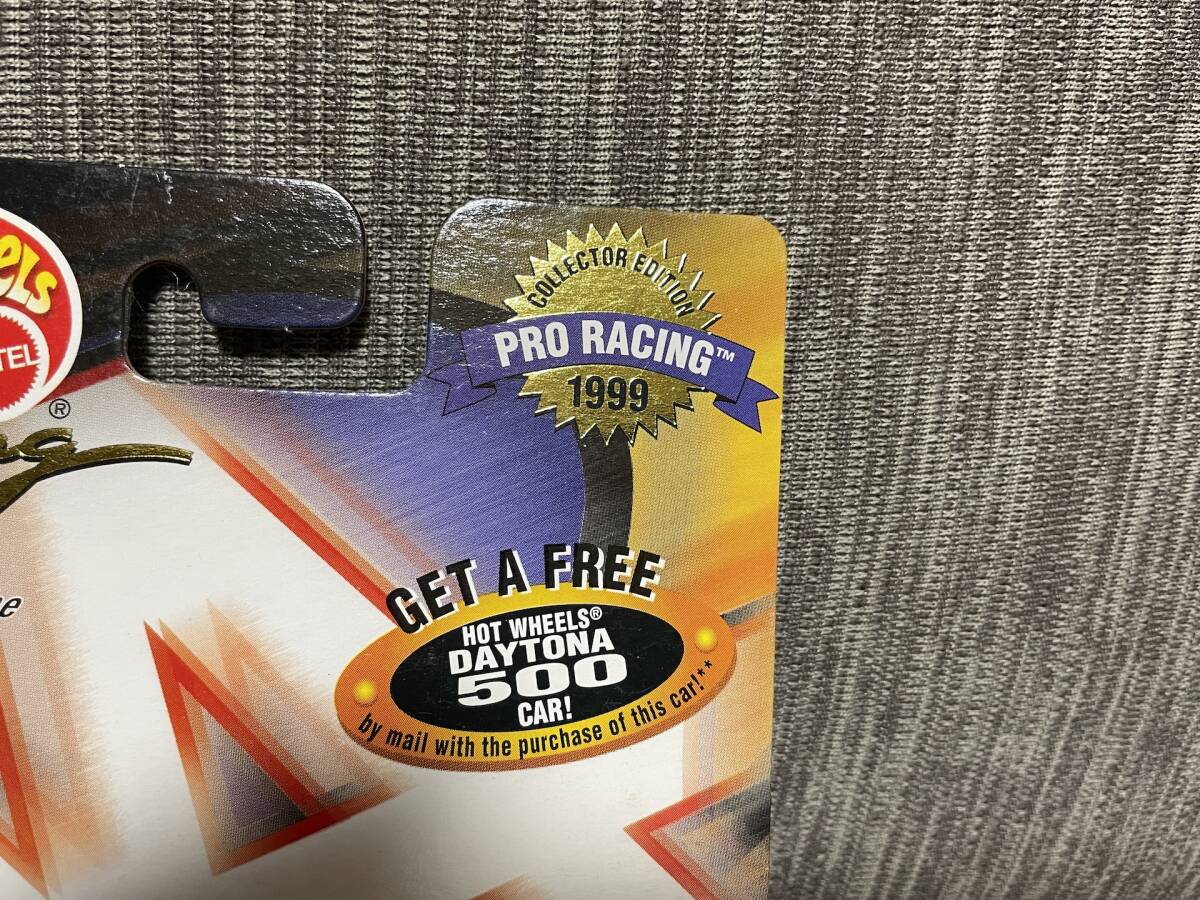 COLLECTOR EDITION
PRO RACING™
1999
®
GET A FREE
HOT WHEELS®
DAYTONA
500
CAR!
by mail with the purchase of this car!**